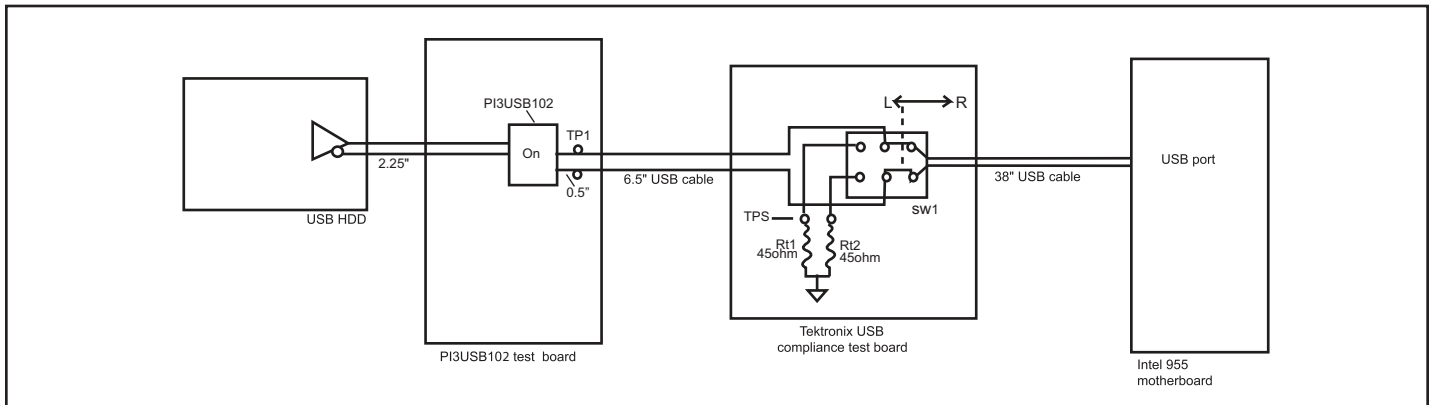 PI3USB102
TP1
On
2.25"
0.5"
6.5" USB cable
USB HDD
PI3USB102 test board
L
R
sw1
TPS
Rt1
45ohm
Rt2
45ohm
Tektronix USB
compliance test board
38" USB cable
USB port
Intel 955
motherboard